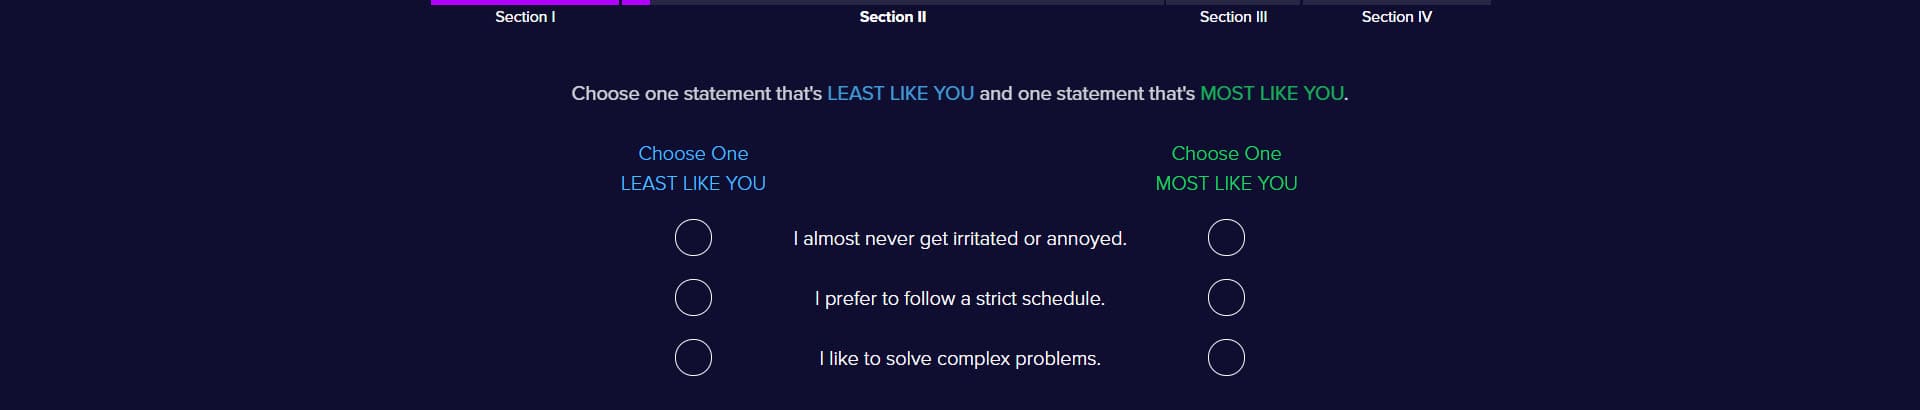 Section I
Section II
Section III
Section IV
Choose one statement that's LEAST LIKE YOU and one statement that's MOST LIKE YOU.
Choose One
LEAST LIKE YOU
Choose One
MOST LIKE YOU
I almost never get irritated or annoyed.
I prefer to follow a strict schedule.
I like to solve complex problems.